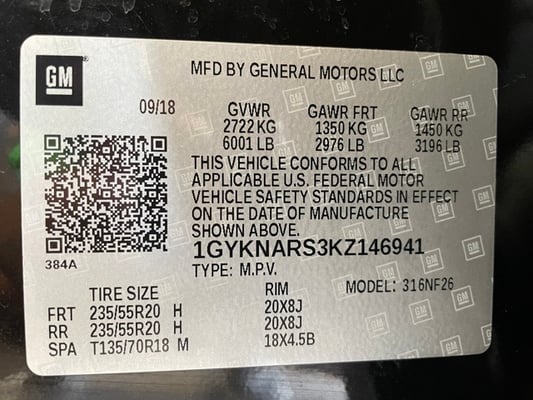 GM
MFD BY GENERAL MOTORS LLC
09/18 GVWR GAWR FRT GAWR RR
2722 KG 1350 KG 1450 KG
6001 LB 2976 LB 3196 LB
THIS VEHICLE CONFORMS TO ALL
APPLICABLE U.S. FEDERAL MOTOR
VEHICLE SAFETY STANDARDS IN EFFECT
ON THE DATE OF MANUFACTURE
SHOWN ABOVE.
384A
1GYKNARS3KZ146941
TYPE: M.P.V. MODEL: 316NF26
TIRE SIZE RIM
FRT 235/55R20 H 20X8J
RR 235/55R20 H 20X8J
SPA T135/70R18 M 18X4.5B